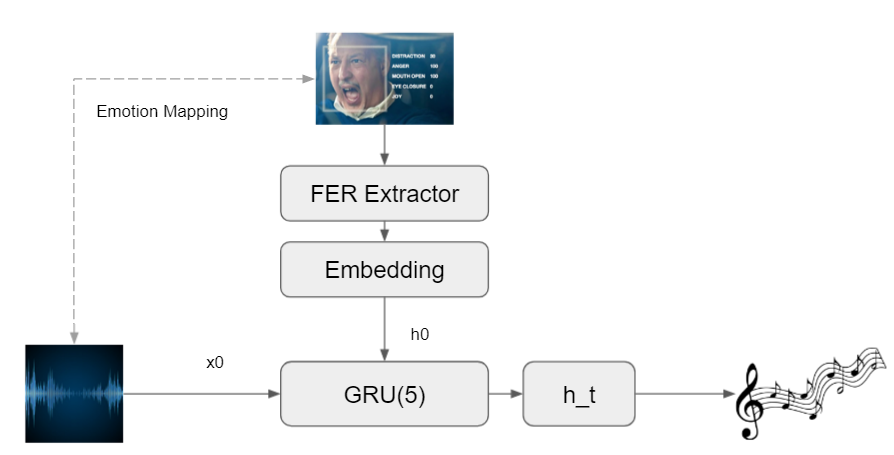 DISTRACTION 36
ANGER 100
MOUTH OPEN 100
EYE CLOSURE 0
JOY 0
Emotion Mapping
FER Extractor
Embedding
h0
x0
GRU(5)
h_t